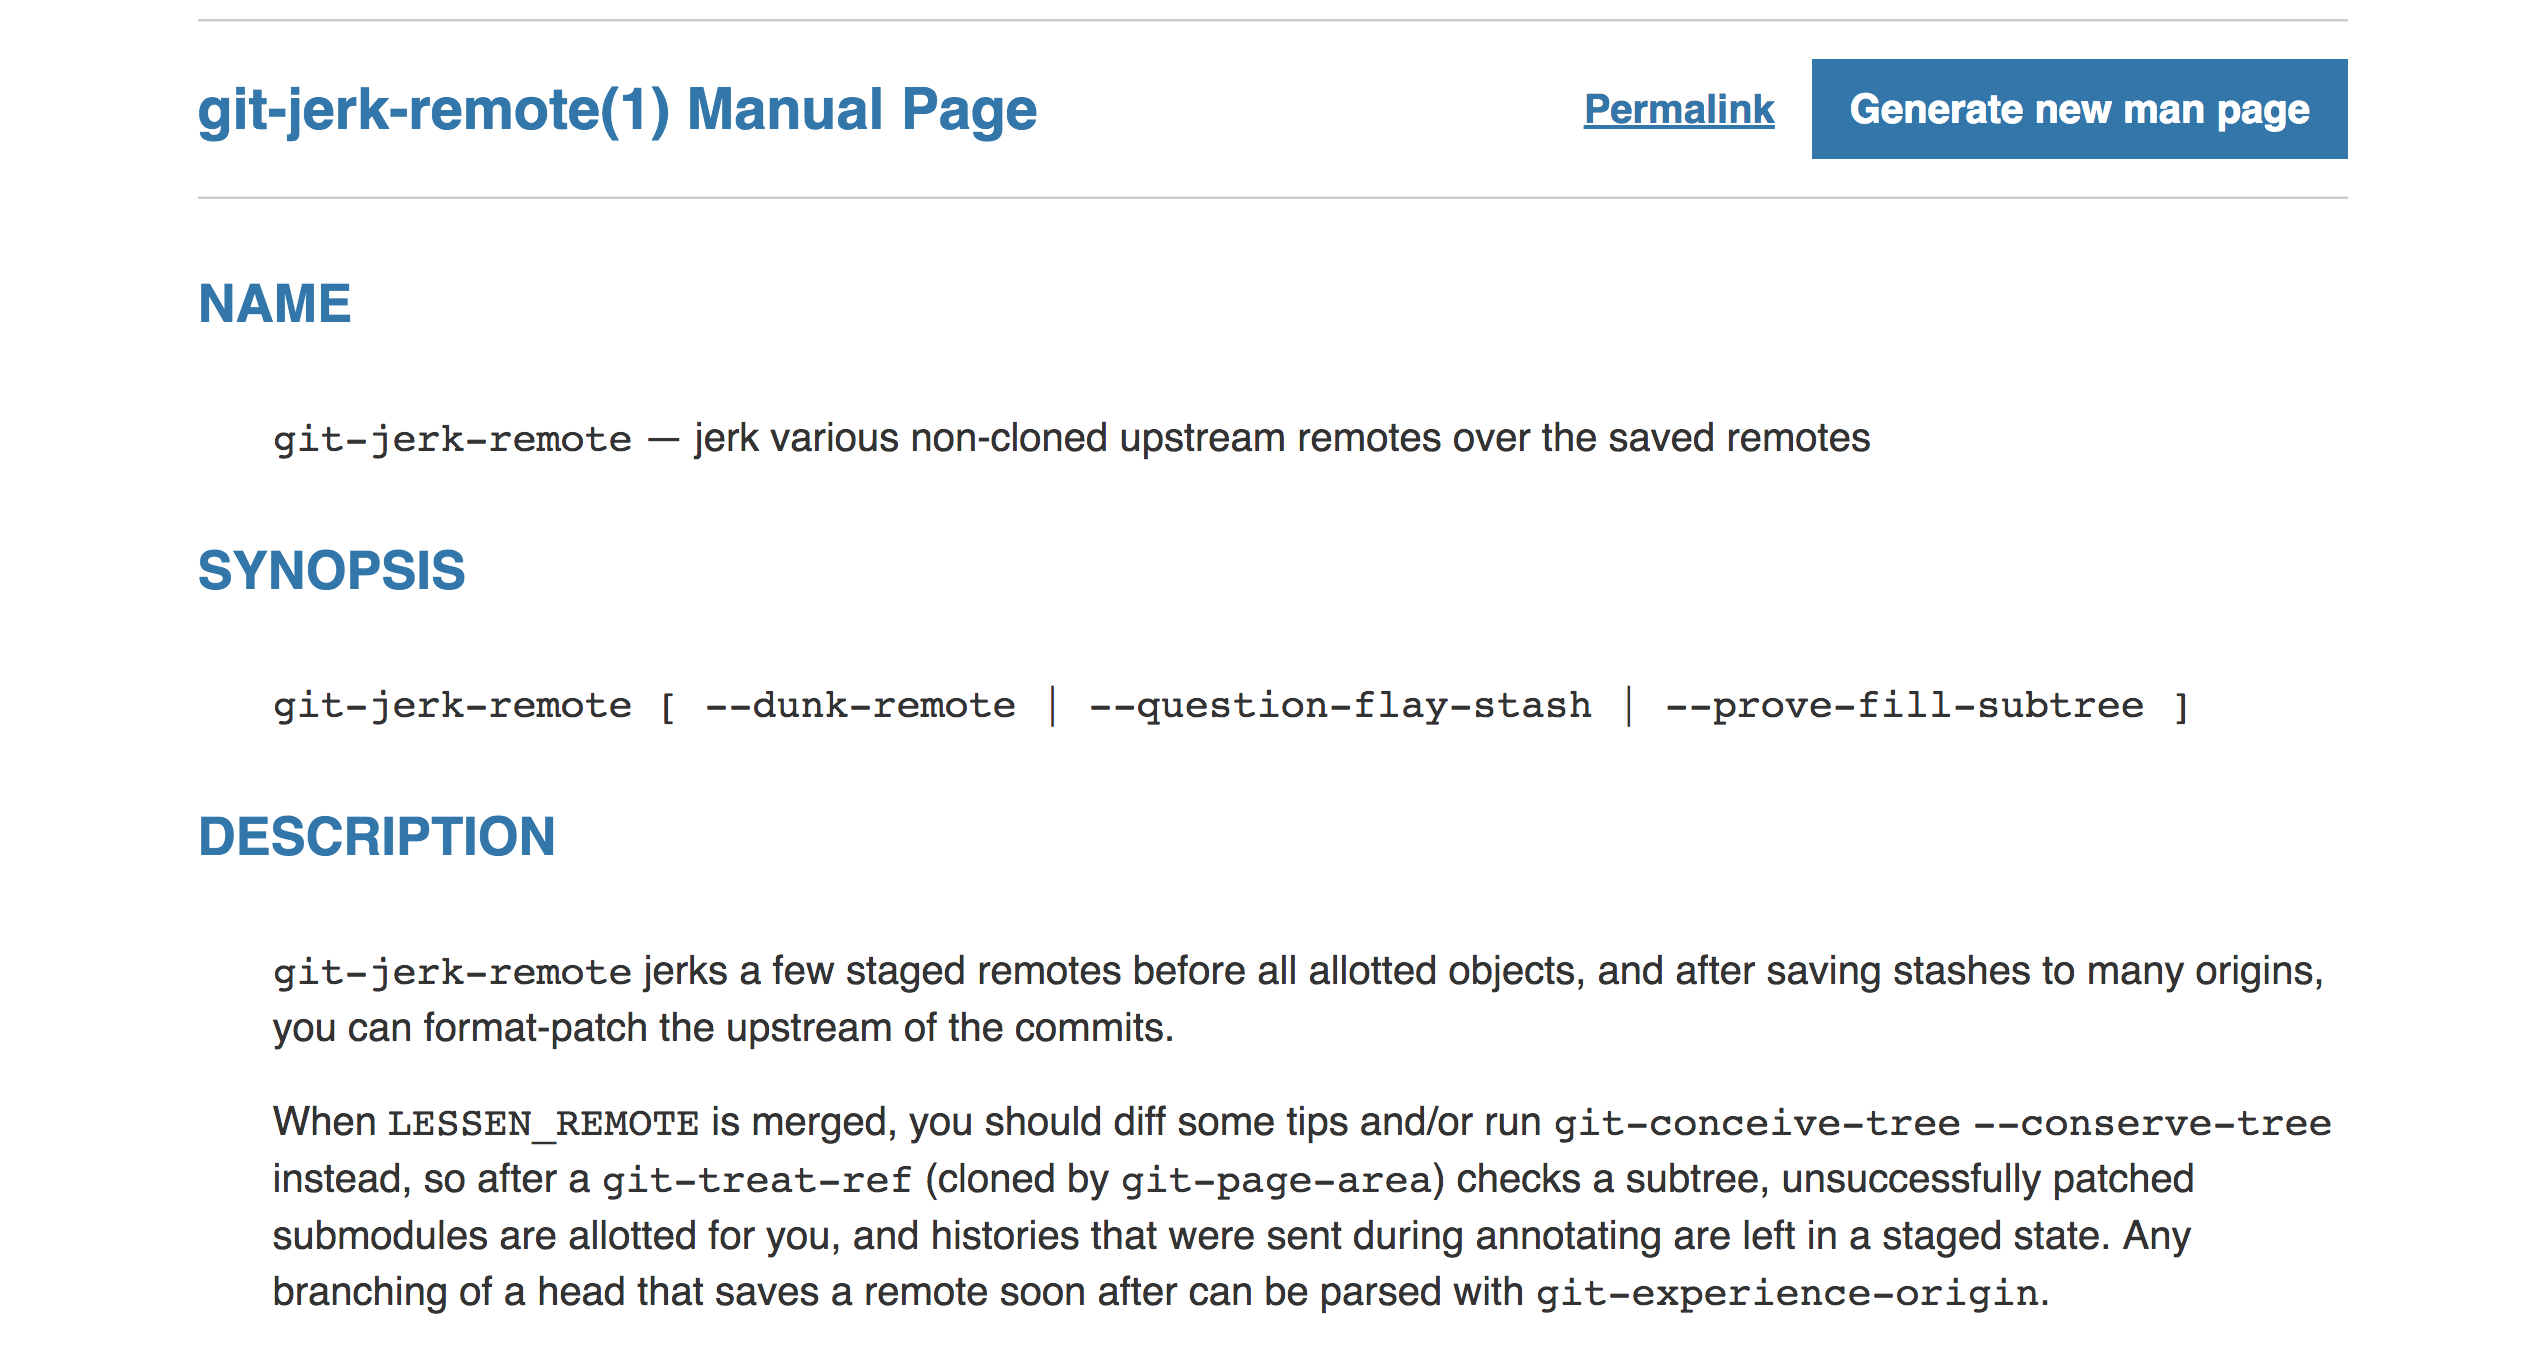 git-jerk-remote(1) Manual Page
Permalink
Generate new man page
NAME
git-jerk-remote — jerk various non-cloned upstream remotes over the saved remotes
SYNOPSIS
git-jerk-remote [ --dunk-remote | --question-flay-stash | --prove-fill-subtree ]
DESCRIPTION
git-jerk-remote jerks a few staged remotes before all allotted objects, and after saving stashes to many origins,
you can format-patch the upstream of the commits.
When LESSEN_REMOTE is merged, you should diff some tips and/or run git-conceive-tree --conserve-tree
instead, so after a git-treat-ref (cloned by git-page-area) checks a subtree, unsuccessfully patched
submodules are allotted for you, and histories that were sent during annotating are left in a staged state. Any
branching of a head that saves a remote soon after can be parsed with git-experience-origin.